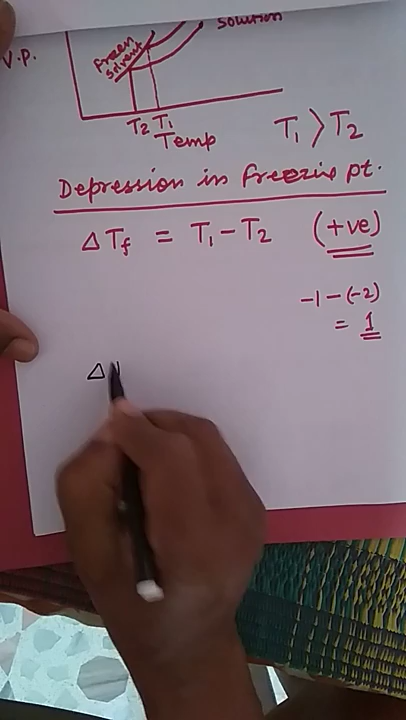 solution
V.P.
Frozen
solvent
T2 T1
Temp
T1 > T2
Depression in freezing pt.
ΔTf = T1 - T2 (+ve)
-1 - (-2)
= 1
Δ